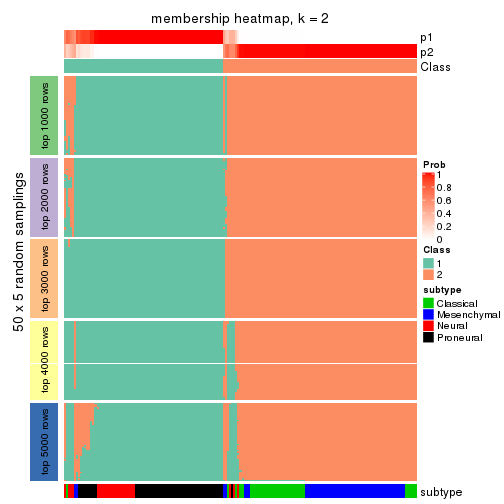 membership heatmap, k = 2
p1
p2
Class
50 x 5 random samplings
top 1000 rows
top 2000 rows
top 3000 rows
top 4000 rows
top 5000 rows
Prob
1
0.8
0.6
0.4
0.2
0
Class
1
2
subtype
Classical
Mesenchymal
Neural
Proneural
subtype